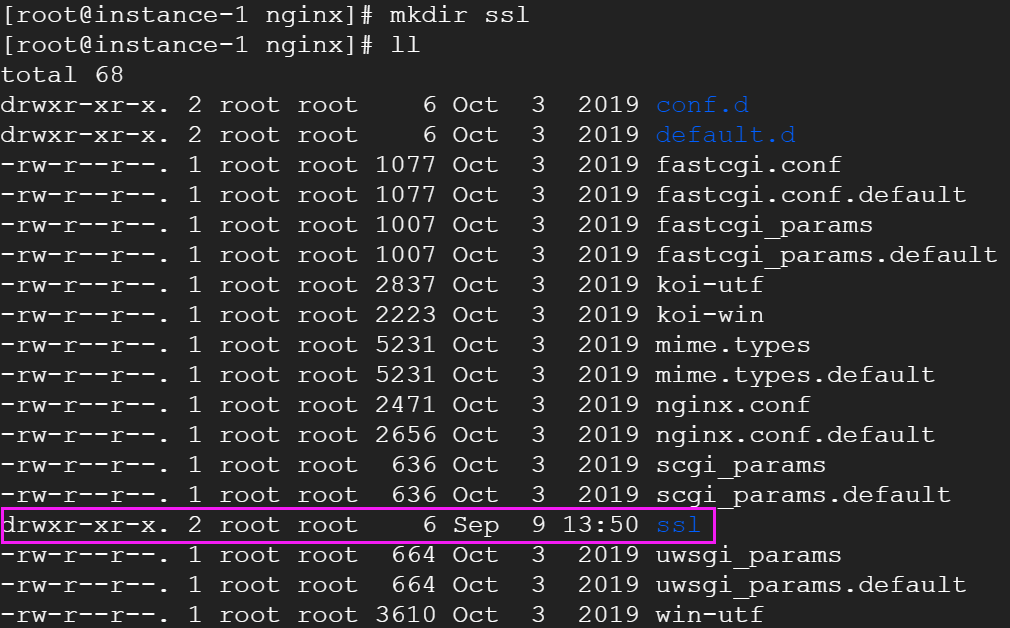 [root@instance-1 nginx]# mkdir ssl
[root@instance-1 nginx]# ll
total 68
drwxr-xr-x. 2 root root    6 Oct  3  2019 conf.d
drwxr-xr-x. 2 root root    6 Oct  3  2019 default.d
-rw-r--r--. 1 root root 1077 Oct  3  2019 fastcgi.conf
-rw-r--r--. 1 root root 1077 Oct  3  2019 fastcgi.conf.default
-rw-r--r--. 1 root root 1007 Oct  3  2019 fastcgi_params
-rw-r--r--. 1 root root 1007 Oct  3  2019 fastcgi_params.default
-rw-r--r--. 1 root root 2837 Oct  3  2019 koi-utf
-rw-r--r--. 1 root root 2223 Oct  3  2019 koi-win
-rw-r--r--. 1 root root 5231 Oct  3  2019 mime.types
-rw-r--r--. 1 root root 5231 Oct  3  2019 mime.types.default
-rw-r--r--. 1 root root 2471 Oct  3  2019 nginx.conf
-rw-r--r--. 1 root root 2656 Oct  3  2019 nginx.conf.default
-rw-r--r--. 1 root root  636 Oct  3  2019 scgi_params
-rw-r--r--. 1 root root  636 Oct  3  2019 scgi_params.default
drwxr-xr-x. 2 root root    6 Sep  9 13:50 ssl
-rw-r--r--. 1 root root  664 Oct  3  2019 uwsgi_params
-rw-r--r--. 1 root root  664 Oct  3  2019 uwsgi_params.default
-rw-r--r--. 1 root root 3610 Oct  3  2019 win-utf